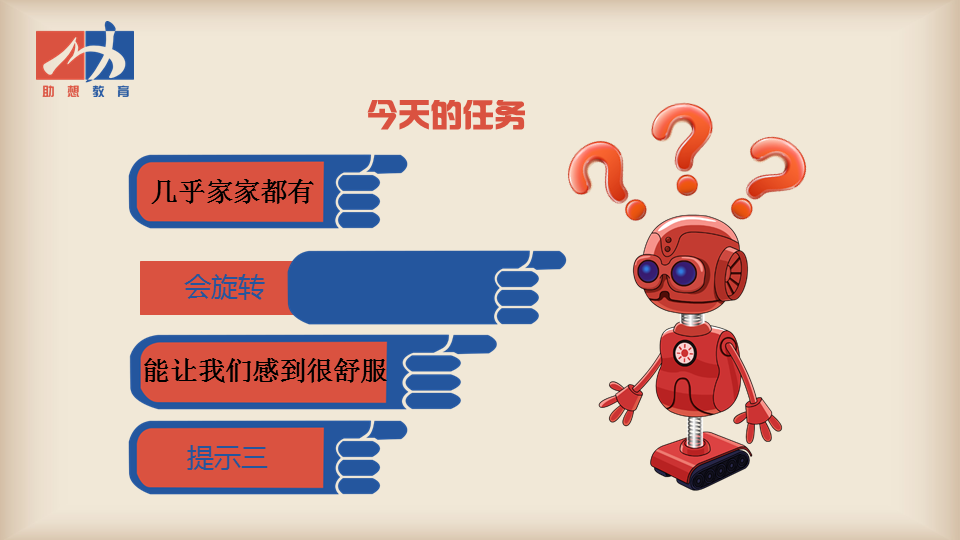 助想教育
今天的任务
几乎家家都有
会旋转
能让我们感到很舒服
提示三